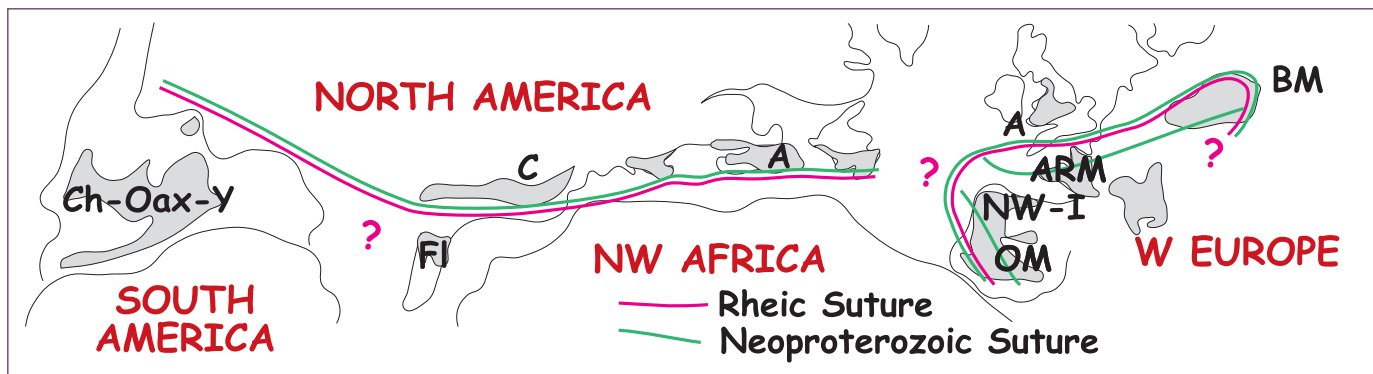 NORTH AMERICA
BM
A
C
A
ARM
?
?
Ch-Oax-Y
NW-I
?
Fl
NW AFRICA
OM
W EUROPE
SOUTH
AMERICA
Rheic Suture
Neoproterozoic Suture